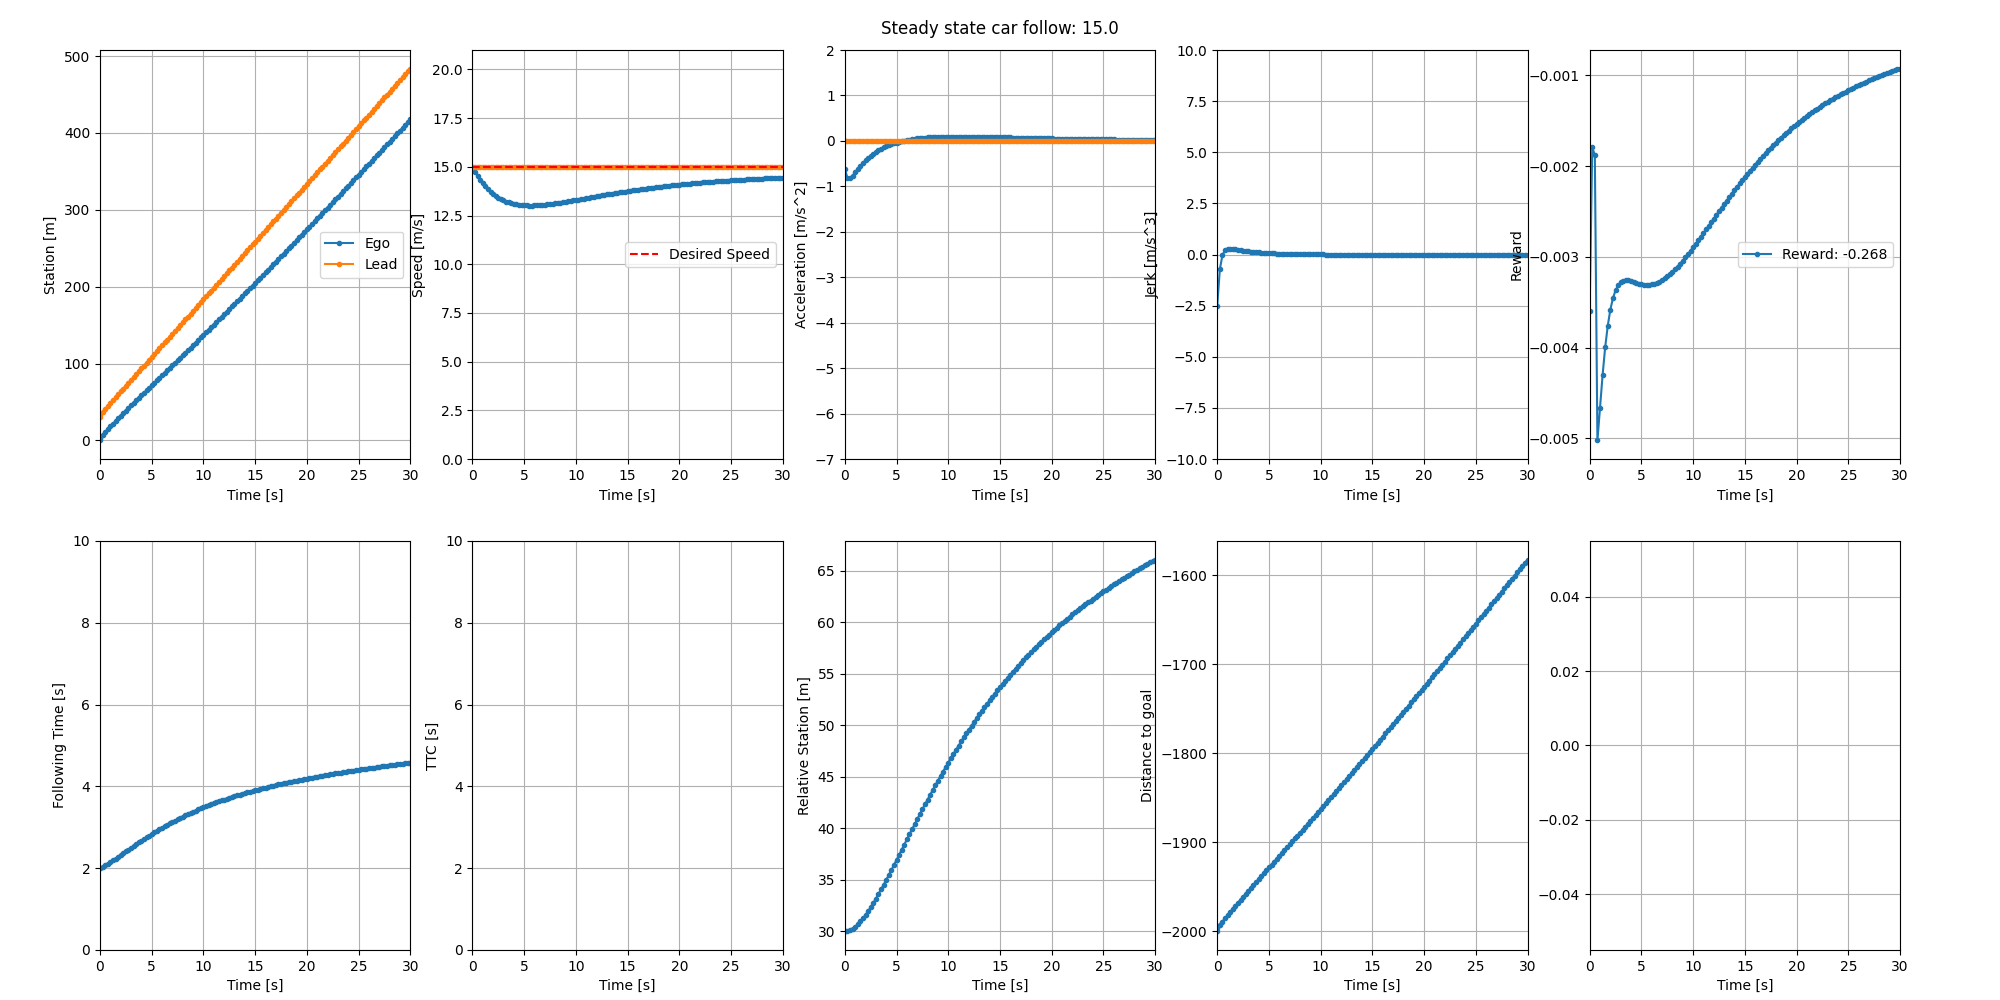 Steady state car follow: 15.0
Station [m]
500
400
300
200
100
0
Ego
Lead
0 5 10 15 20 25 30
Time [s]
Speed [m/s]
20.0
17.5
15.0
12.5
10.0
7.5
5.0
2.5
0.0
Desired Speed
0 5 10 15 20 25 30
Time [s]
Acceleration [m/s^2]
2
1
0
−1
−2
−3
−4
−5
−6
−7
0 5 10 15 20 25 30
Time [s]
Jerk [m/s^3]
10.0
7.5
5.0
2.5
0.0
−2.5
−5.0
−7.5
−10.0
0 5 10 15 20 25 30
Time [s]
Reward
−0.001
−0.002
−0.003
−0.004
−0.005
Reward: -0.268
0 5 10 15 20 25 30
Time [s]
Following Time [s]
10
8
6
4
2
0
0 5 10 15 20 25 30
Time [s]
TTC [s]
10
8
6
4
2
0
0 5 10 15 20 25 30
Time [s]
Relative Station [m]
65
60
55
50
45
40
35
30
0 5 10 15 20 25 30
Time [s]
Distance to goal
−1600
−1700
−1800
−1900
−2000
0 5 10 15 20 25 30
Time [s]
0.04
0.02
0.00
−0.02
−0.04
0 5 10 15 20 25 30
Time [s]